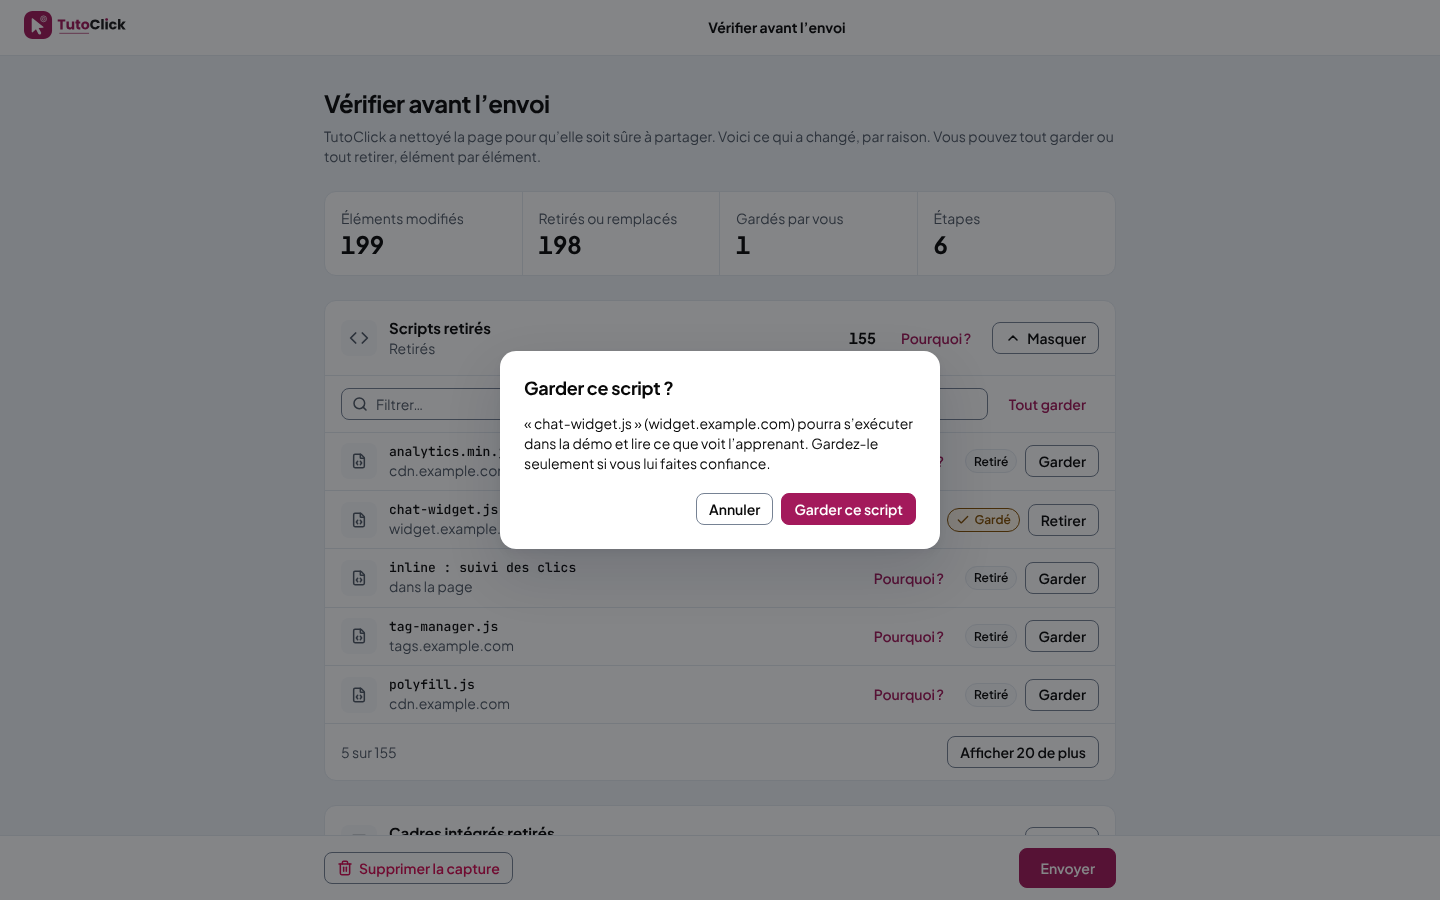 TutoClick
Vérifier avant l’envoi
Vérifier avant l’envoi
TutoClick a nettoyé la page pour qu’elle soit sûre à partager. Voici ce qui a changé, par raison. Vous pouvez tout garder ou
tout retirer, élément par élément.
Éléments modifiés
199
Retirés ou remplacés
198
Gardés par vous
1
Étapes
6
Scripts retirés
Retirés
155
Pourquoi ?
Masquer
Filtrer…
Tout garder
Garder ce script ?
« chat-widget.js » (widget.example.com) pourra s’exécuter
dans la démo et lire ce que voit l’apprenant. Gardez-le
seulement si vous lui faites confiance.
Annuler
Garder ce script
analytics.min.
cdn.example.co
Retiré
Garder
chat-widget.js
widget.example.
Gardé
Retirer
inline : suivi des clics
dans la page
Pourquoi ?
Retiré
Garder
tag-manager.js
tags.example.com
Pourquoi ?
Retiré
Garder
polyfill.js
cdn.example.com
Pourquoi ?
Retiré
Garder
5 sur 155
Afficher 20 de plus
Cadres intégrés retirés
Supprimer la capture
Envoyer